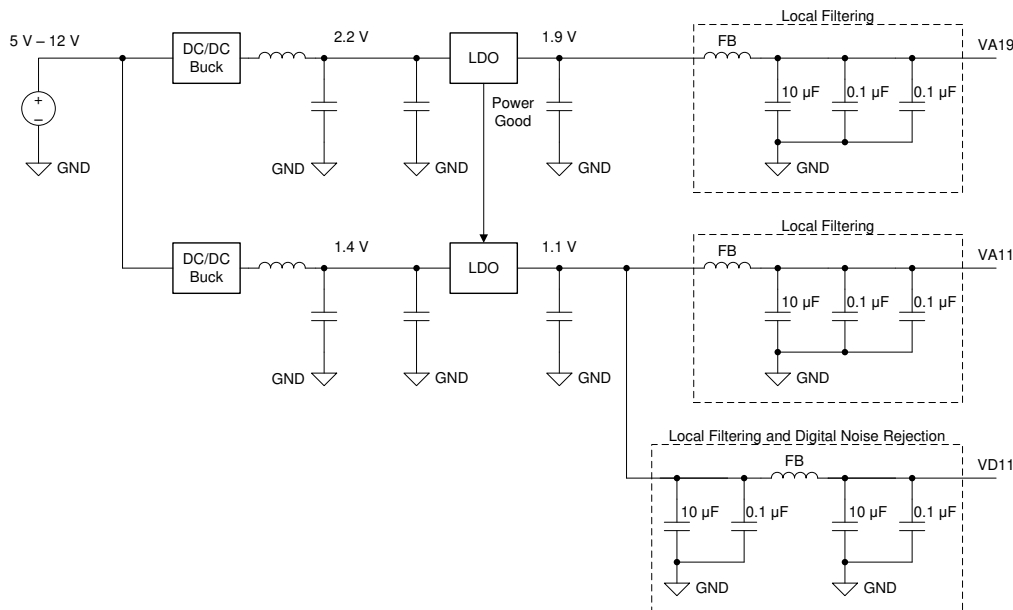 Local Filtering
5 V – 12 V
DC/DC
Buck
2.2 V
LDO
1.9 V
FB
VA19
+
–
GND
Power
Good
10 µF
0.1 µF
0.1 µF
GND
GND
GND
GND
Local Filtering
DC/DC
Buck
1.4 V
LDO
1.1 V
FB
VA11
10 µF
0.1 µF
0.1 µF
GND
GND
GND
GND
Local Filtering and Digital Noise Rejection
FB
VD11
10 µF
0.1 µF
10 µF
0.1 µF
GND
GND